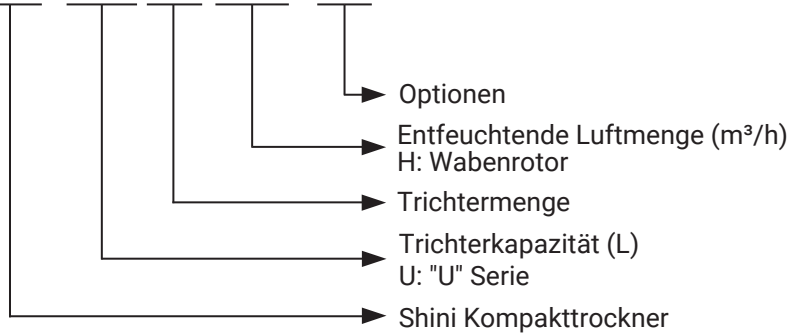 Optionen
Entfeuchtende Luftmenge (m³/h)
H: Wabenrotor
Trichtermenge
Trichterkapazität (L)
U: "U" Serie
Shini Kompakttrockner